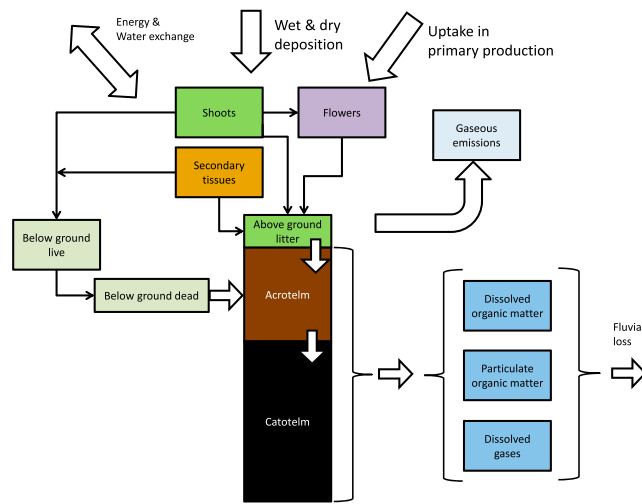 Energy &
Water exchange
Wet & dry
deposition
Uptake in
primary production
Shoots
Flowers
Gaseous
emissions
Secondary
tissues
Above ground
litter
Below ground
live
Below ground dead
Acrotelm
Dissolved
organic matter
Fluvia
loss
Particulate
organic matter
Catotelm
Dissolved
gases